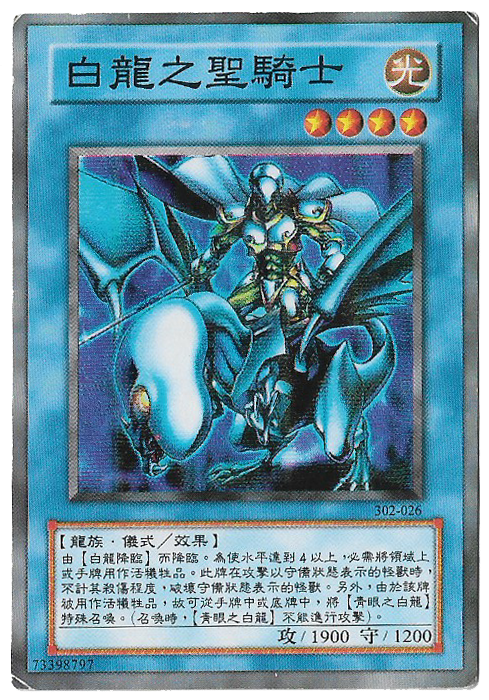 白龍之聖騎士 光
302-026
【龍族・儀式／效果】
由【白龍降臨】而降臨。為使水平達到4以上，必需將領域上
或手牌用作活犧牲品。此牌在攻擊以守備狀態表示的怪獸時，
不計其殺傷程度，破壞守備狀態表示的怪獸。另外，由於該牌
被用作活犧牲品，故可從手牌中或底牌中，將【青眼之白龍】
特殊召喚。（召喚時，【青眼之白龍】不能進行攻擊）。
攻／1900 守／1200
73398797